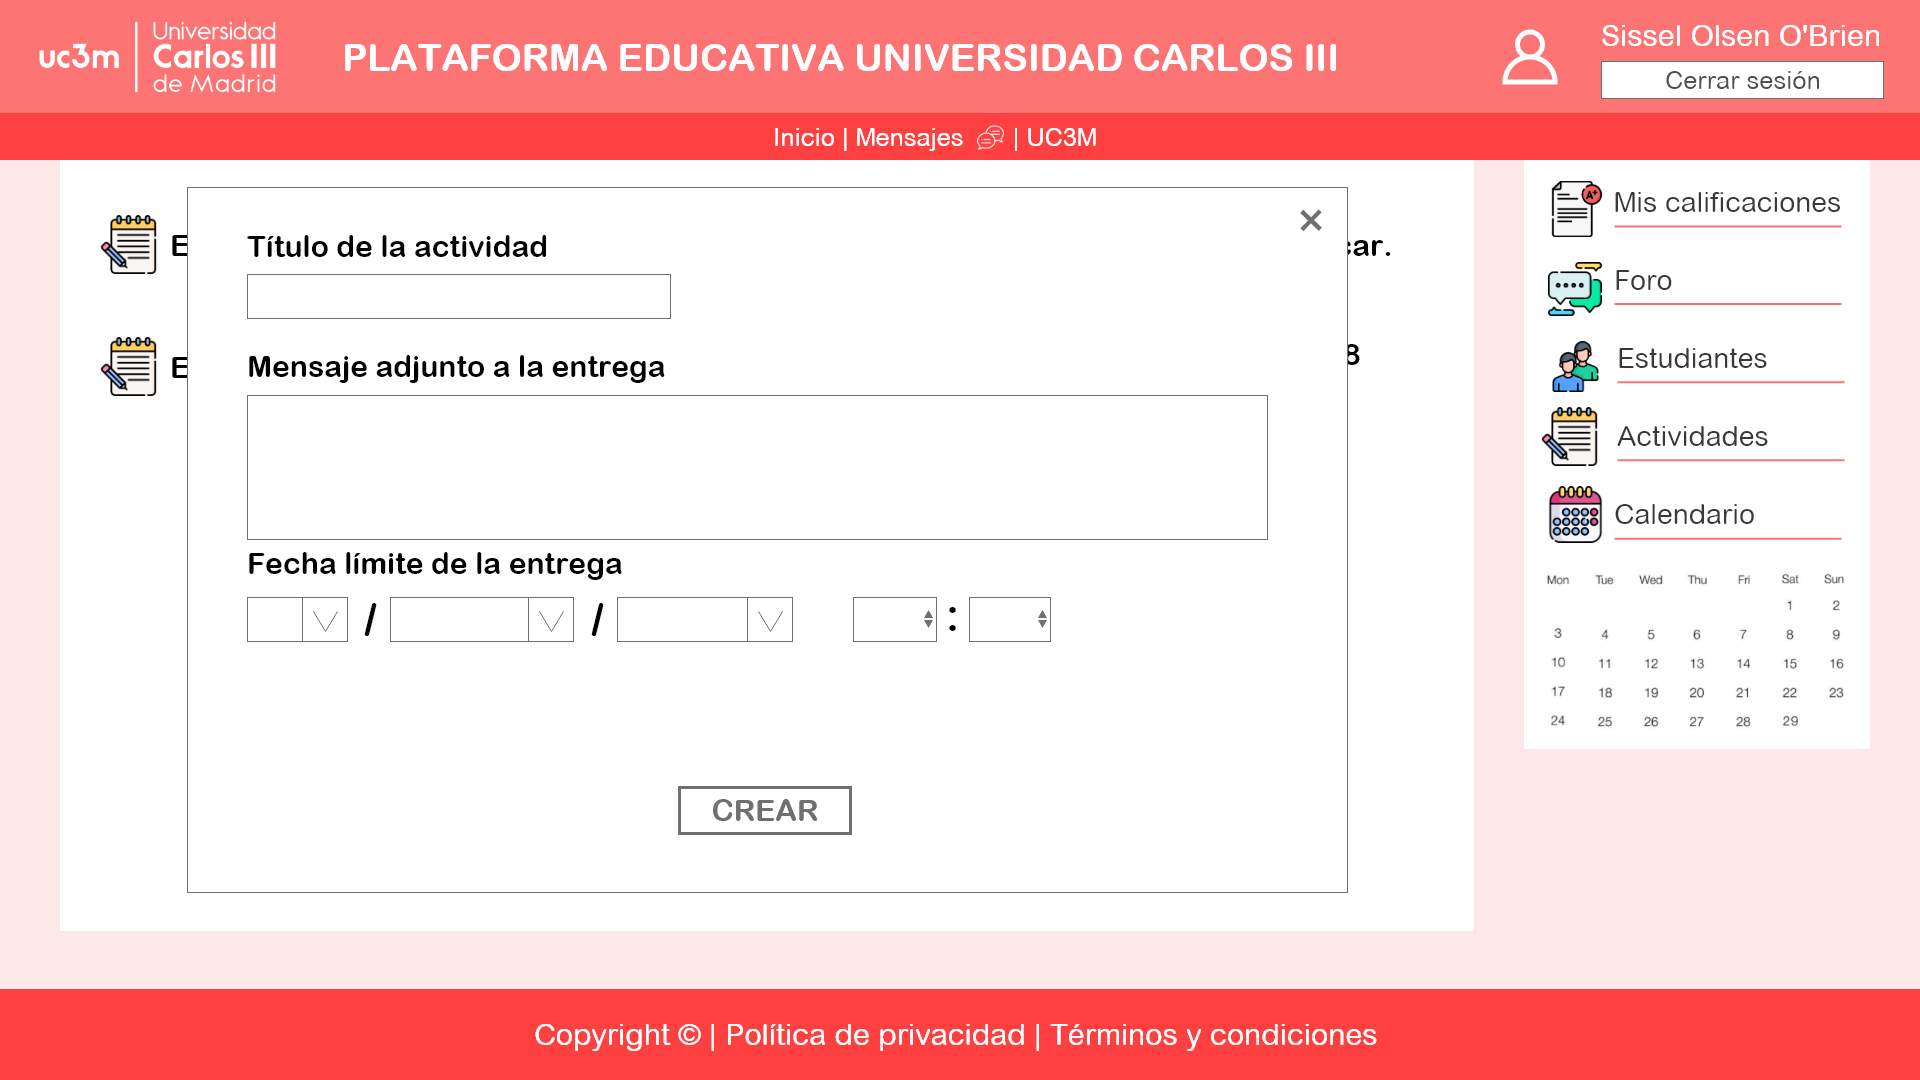 uc3m
Universidad
Carlos III
de Madrid
PLATAFORMA EDUCATIVA UNIVERSIDAD CARLOS III
Sissel Olsen O'Brien
Cerrar sesión
Inicio | Mensajes | UC3M
E
Título de la actividad
car.
Mensaje adjunto a la entrega
E
8
Fecha límite de la entrega
/ / :
CREAR
A+
Mis calificaciones
Foro
Estudiantes
Actividades
Calendario
Mon Tue Wed Thu Fri Sat Sun
1 2
3 4 5 6 7 8 9
10 11 12 13 14 15 16
17 18 19 20 21 22 23
24 25 26 27 28 29
Copyright © | Política de privacidad | Términos y condiciones